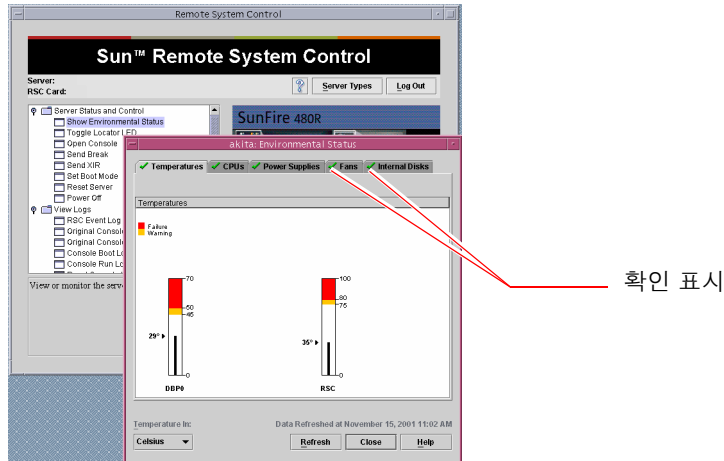 Remote System Control
Sun™ Remote System Control
Server:
RSC Card:
Server Types
Log Out
Server Status and Control
Show Environmental Status
Toggle Locator LED
Open Console
Send Break
Send XIR
Set Boot Mode
Reset Server
Power Off
View Logs
RSC Event Log
Original Console
Original Console
Console Boot
Console Run
View or monitor the
SunFire 480R
akita: Environmental Status
Temperatures
CPUs
Power Supplies
Fans
Internal Disks
Temperatures
Failure
Warning
70
50
45
29°
0
DBP0
100
80
75
35°
0
RSC
Temperature In:
Celsius
Data Refreshed at November 15, 2001 11:02 AM
Refresh
Close
Help
확인 표시